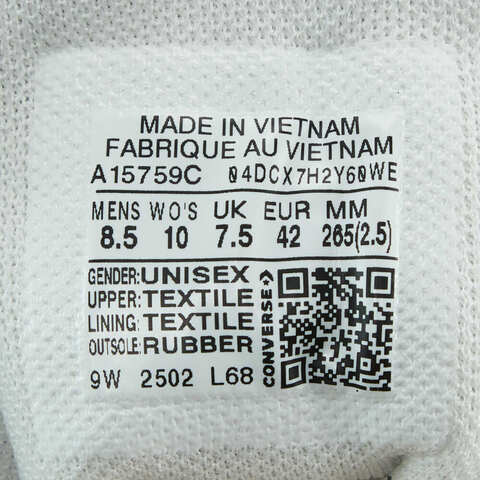 MADE IN VIETNAM
FABRIQUE AU VIETNAM
A15759C 04DCX7H2Y60WE
MENS WO'S UK EUR MM
8.5 10 7.5 42 265(2.5)
GENDER:UNISEX
UPPER:TEXTILE
LINING:TEXTILE
OUTSOLE:RUBBER
9W 2502 L68
CONVERSE